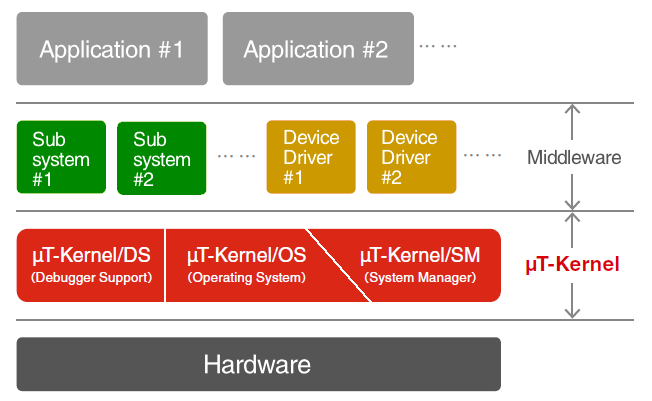 Application #1
Application #2
... ...
Sub
system
#1
Sub
system
#2
... ...
Device
Driver
#1
Device
Driver
#2
... ...
Middleware
µT-Kernel/DS
(Debugger Support)
µT-Kernel/OS
(Operating System)
µT-Kernel/SM
(System Manager)
µT-Kernel
Hardware